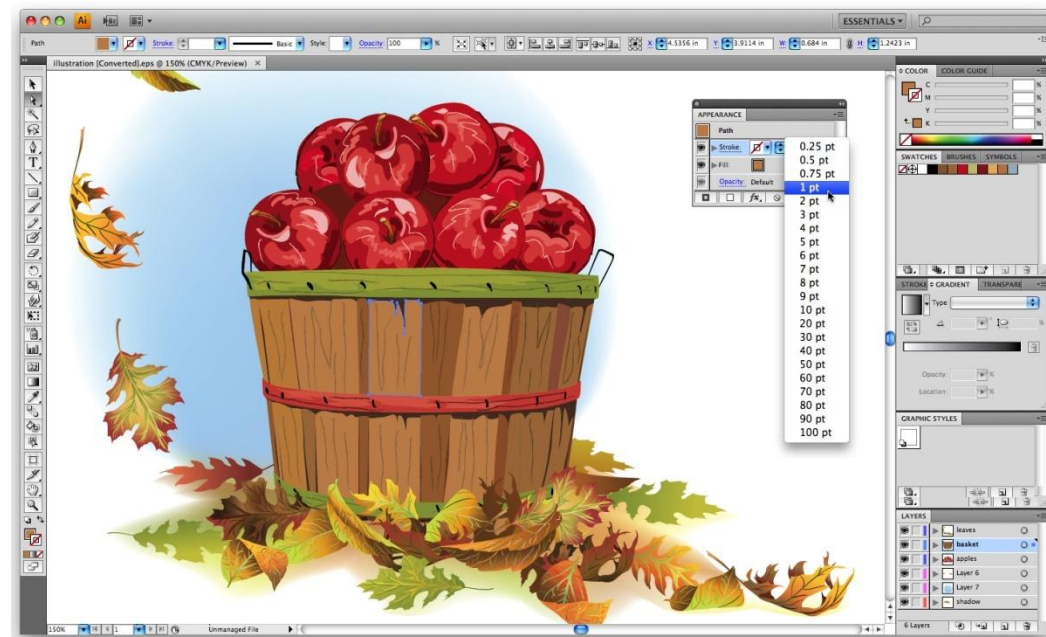 Ai
Br
ESSENTIALS
Path
Stroke:
Basic
Style:
Opacity: 100 %
X: 4.5356 in
Y: 3.9114 in
W: 0.684 in
H: 1.2423 in
illustration [Converted].eps @ 150% (CMYK/Preview) ×
APPEARANCE
Path
Stroke:
Fill:
Opacity: Default
fx.
0.25 pt
0.5 pt
0.75 pt
1 pt
2 pt
3 pt
4 pt
5 pt
6 pt
7 pt
8 pt
9 pt
10 pt
20 pt
30 pt
40 pt
50 pt
60 pt
70 pt
80 pt
90 pt
100 pt
COLOR COLOR GUIDE
C %
M %
Y %
K %
SWATCHES BRUSHES SYMBOLS
STROKE GRADIENT TRANSPARE
Type
Opacity: %
Location: %
GRAPHIC STYLES
LAYERS
leaves
basket
apples
Layer 6
Layer 7
shadow
6 Layers
150% 1 Unmanaged File